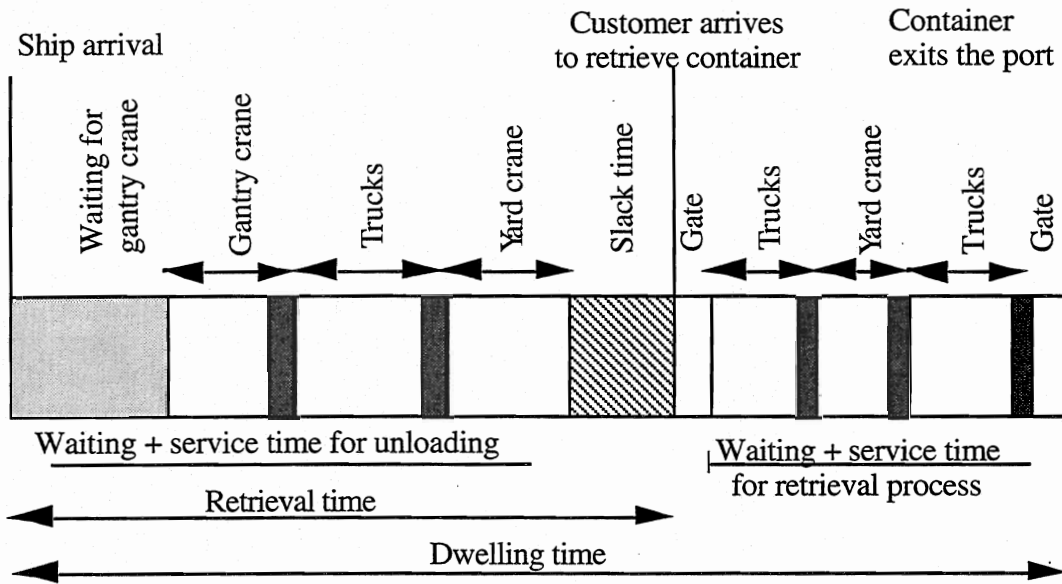 Ship arrival
Customer arrives
to retrieve container
Container
exits the port
Waiting for
gantry crane
Gantry crane
Trucks
Yard crane
Slack time
Gate
Trucks
Yard crane
Trucks
Gate
Waiting + service time for unloading
Waiting + service time
for retrieval process
Retrieval time
Dwelling time